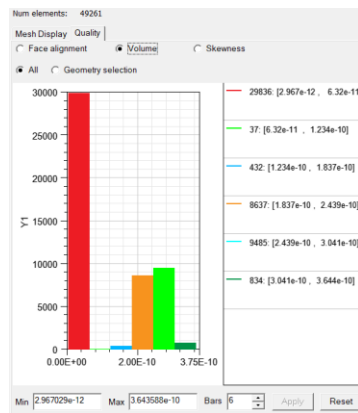 Num elements: 49261
Mesh Display Quality
Face alignment Volume Skewness
All Geometry selection
30000
25000
20000
15000
10000
5000
0
Y1
0.00E+00 2.00E-10 3.75E-10
29836: [2.967e-12 , 6.32e-11
37: [6.32e-11 , 1.234e-10]
432: [1.234e-10 , 1.837e-10]
8637: [1.837e-10 , 2.439e-10]
9485: [2.439e-10 , 3.041e-10]
834: [3.041e-10 , 3.644e-10]
Min 2.967029e-12 Max 3.643588e-10 Bars 6 Apply Reset